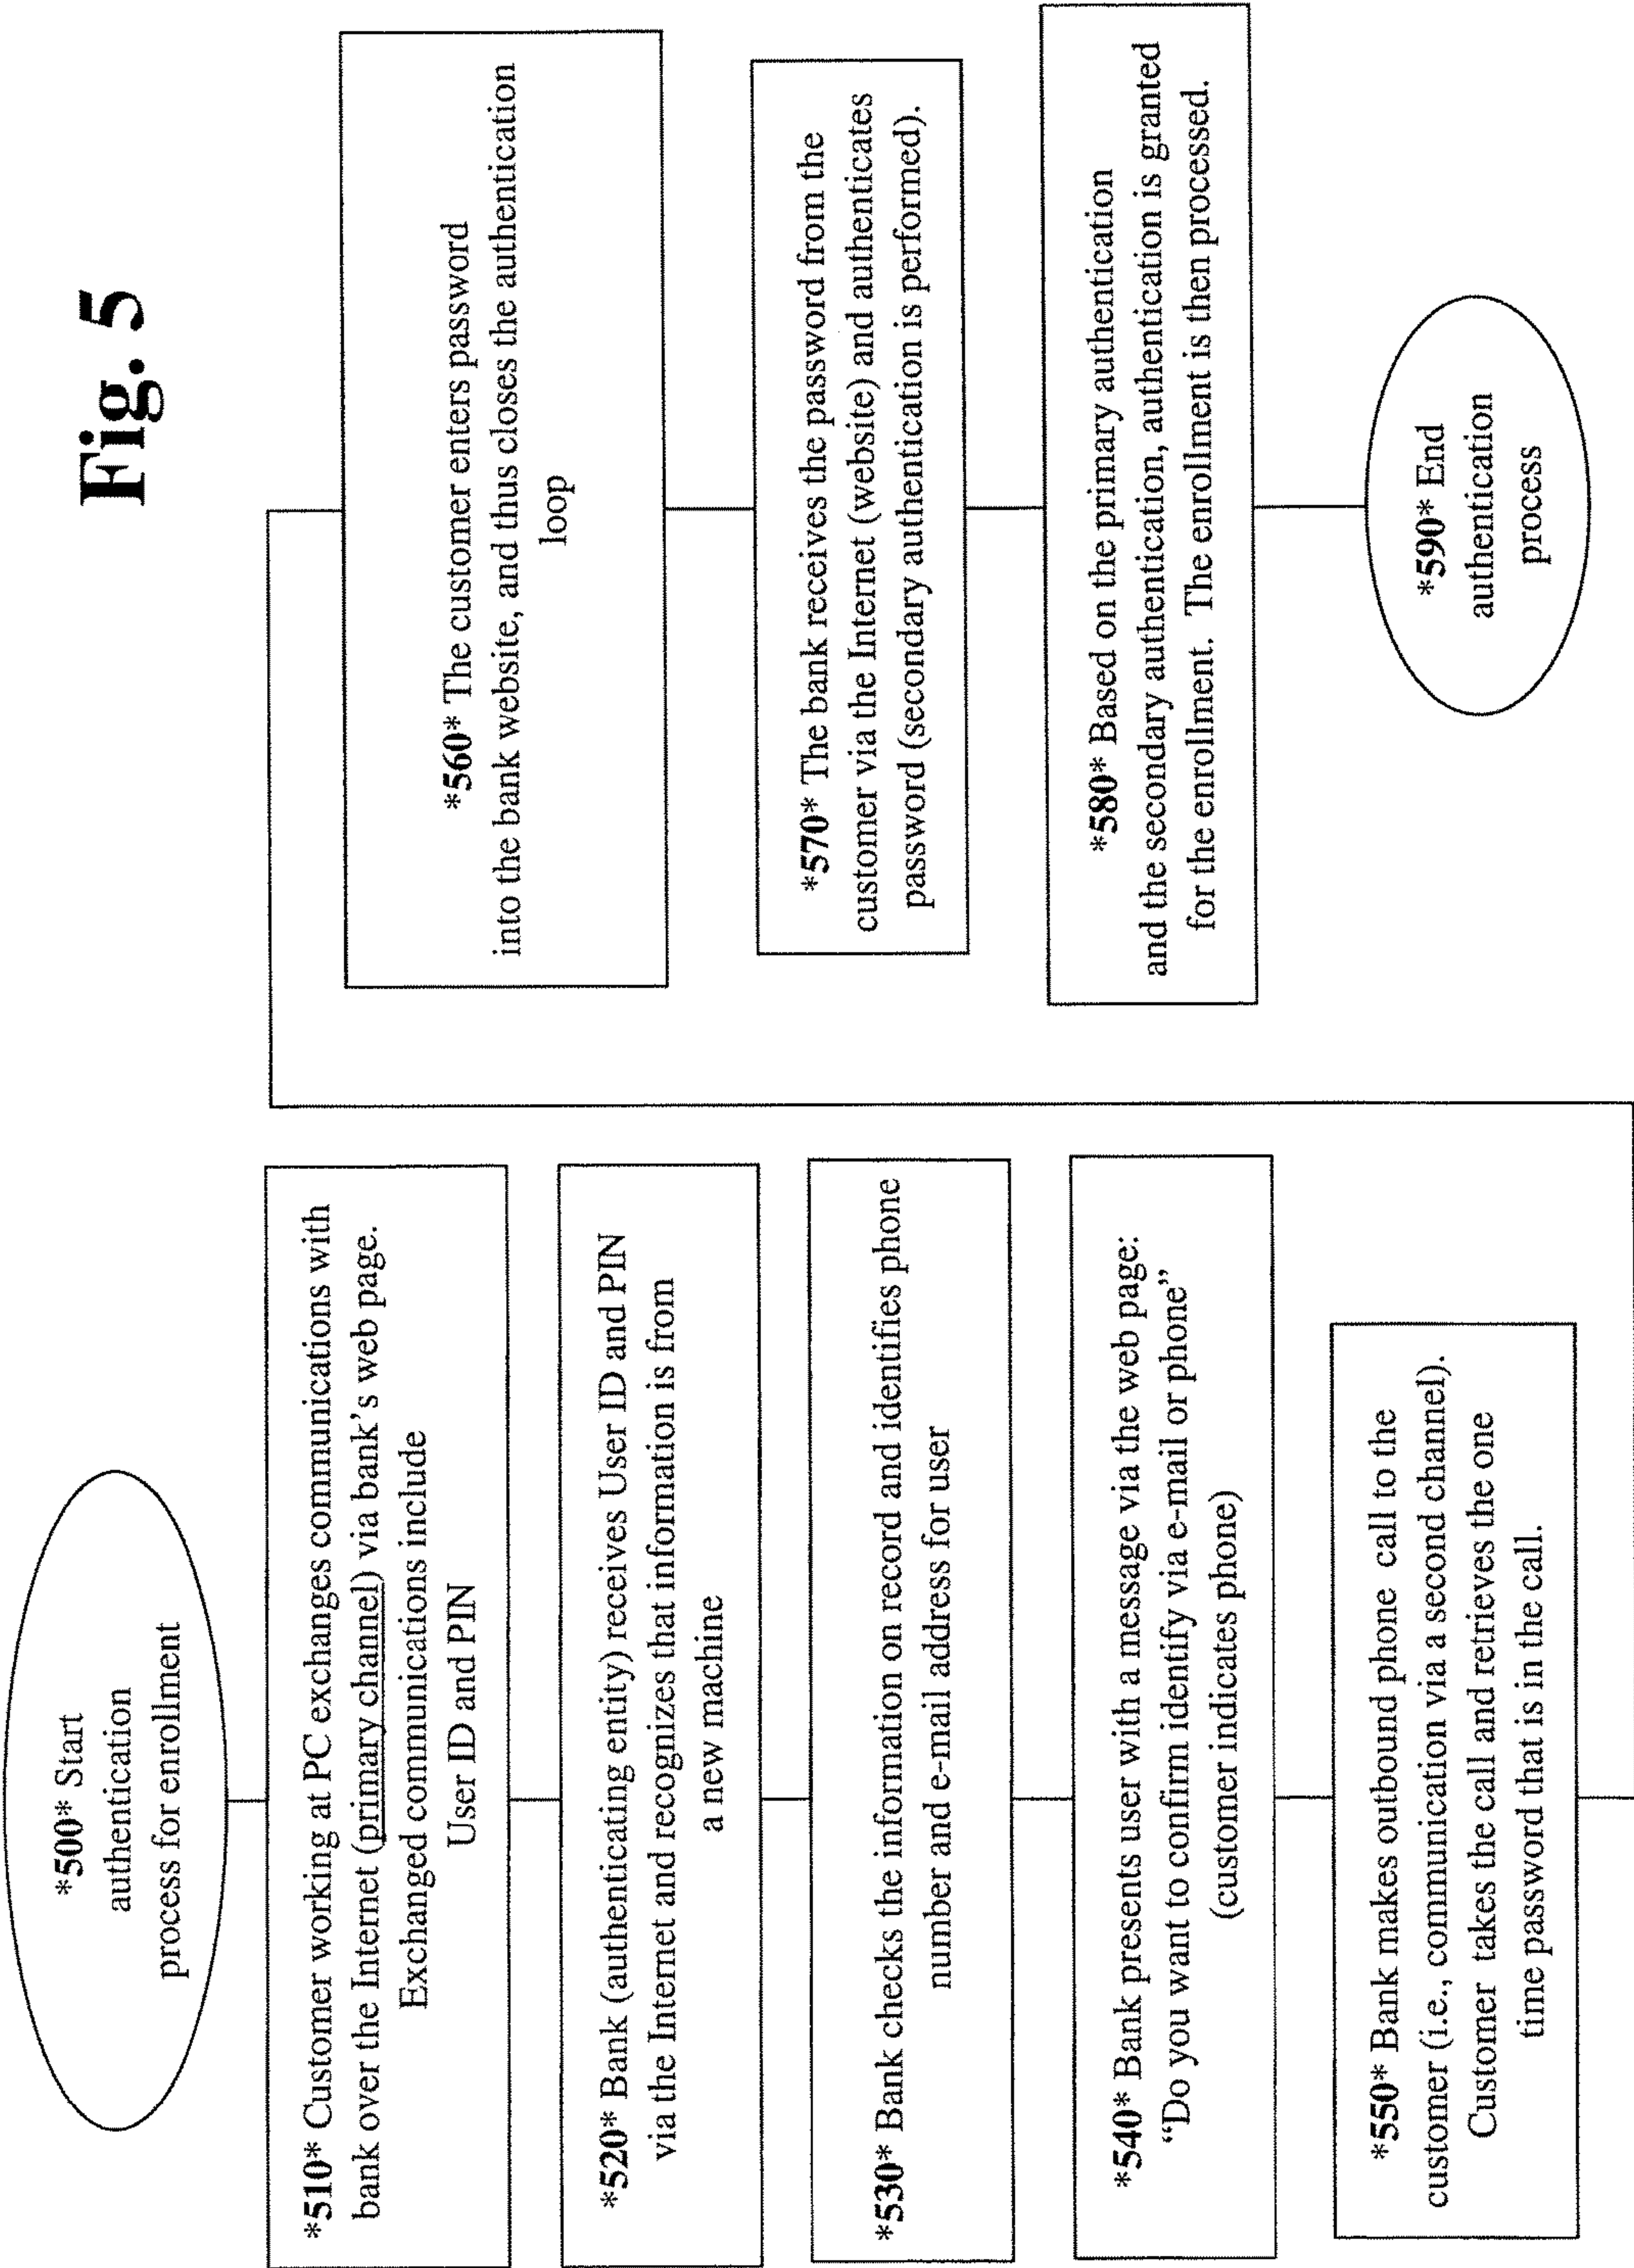 Fig. 5
*500* Start
authentication
process for enrollment
*510* Customer working at PC exchanges communications with
bank over the Internet (primary channel) via bank's web page.
Exchanged communications include
User ID and PIN
*520* Bank (authenticating entity) receives User ID and PIN
via the Internet and recognizes that information is from
a new machine
*530* Bank checks the information on record and identifies phone
number and e-mail address for user
*540* Bank presents user with a message via the web page:
“Do you want to confirm identify via e-mail or phone”
(customer indicates phone)
*550* Bank makes outbound phone call to the
customer (i.e., communication via a second channel).
Customer takes the call and retrieves the one
time password that is in the call.
*560* The customer enters password
into the bank website, and thus closes the authentication
loop
*570* The bank receives the password from the
customer via the Internet (website) and authenticates
password (secondary authentication is performed).
*580* Based on the primary authentication
and the secondary authentication, authentication is granted
for the enrollment. The enrollment is then processed.
*590* End
authentication
process